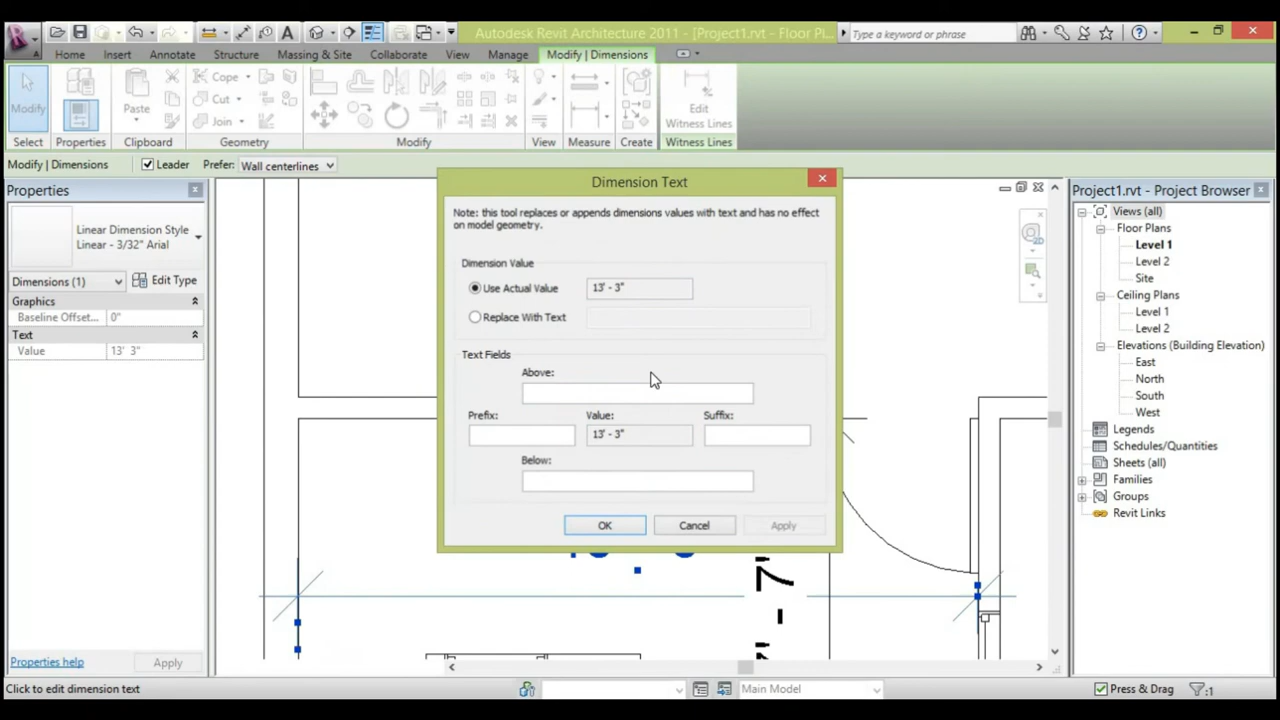 Autodesk Revit Architecture 2011 - [Project1.rvt - Floor Pl...
Type a keyword or phrase
Home Insert Annotate Structure Massing & Site Collaborate View Manage Modify | Dimensions
Modify
Paste
Cope
Cut
Join
Edit
Witness Lines
Select Properties Clipboard Geometry Modify View Measure Create Witness Lines
Modify | Dimensions Leader Prefer: Wall centerlines
Properties
Linear Dimension Style
Linear - 3/32" Arial
Dimensions (1) Edit Type
Graphics
Baseline Offset... 0"
Text
Value 13' 3"
Properties help Apply
Dimension Text
Note: this tool replaces or appends dimensions values with text and has no effect
on model geometry.
Dimension Value
Use Actual Value 13' - 3"
Replace With Text
Text Fields
Above:
Prefix: Value: Suffix:
13' - 3"
Below:
OK Cancel Apply
Project1.rvt - Project Browser
Views (all)
Floor Plans
Level 1
Level 2
Site
Ceiling Plans
Level 1
Level 2
Elevations (Building Elevation)
East
North
South
West
Legends
Schedules/Quantities
Sheets (all)
Families
Groups
Revit Links
Click to edit dimension text
Main Model
Press & Drag
:1